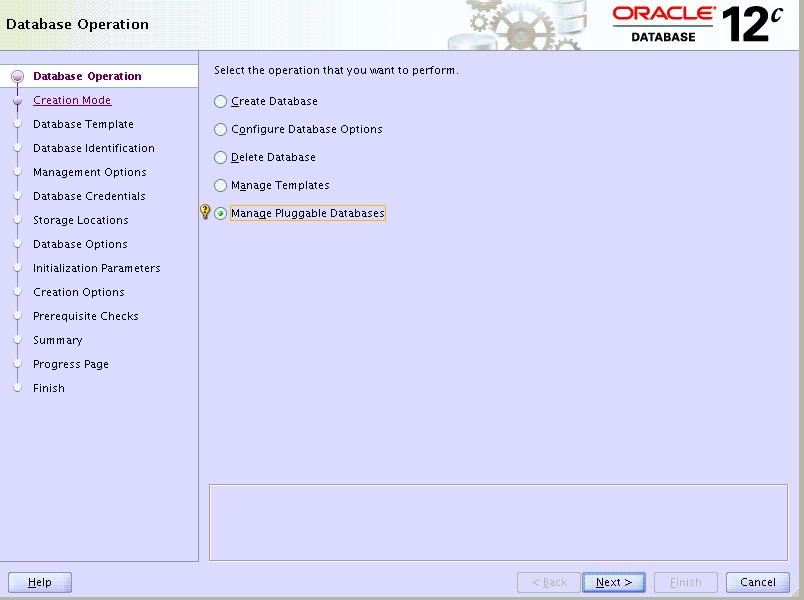 Database Operation
ORACLE
DATABASE
12c
Database Operation
Creation Mode
Database Template
Database Identification
Management Options
Database Credentials
Storage Locations
Database Options
Initialization Parameters
Creation Options
Prerequisite Checks
Summary
Progress Page
Finish
Select the operation that you want to perform.
Create Database
Configure Database Options
Delete Database
Manage Templates
? Manage Pluggable Databases
Help
< Back
Next >
Finish
Cancel